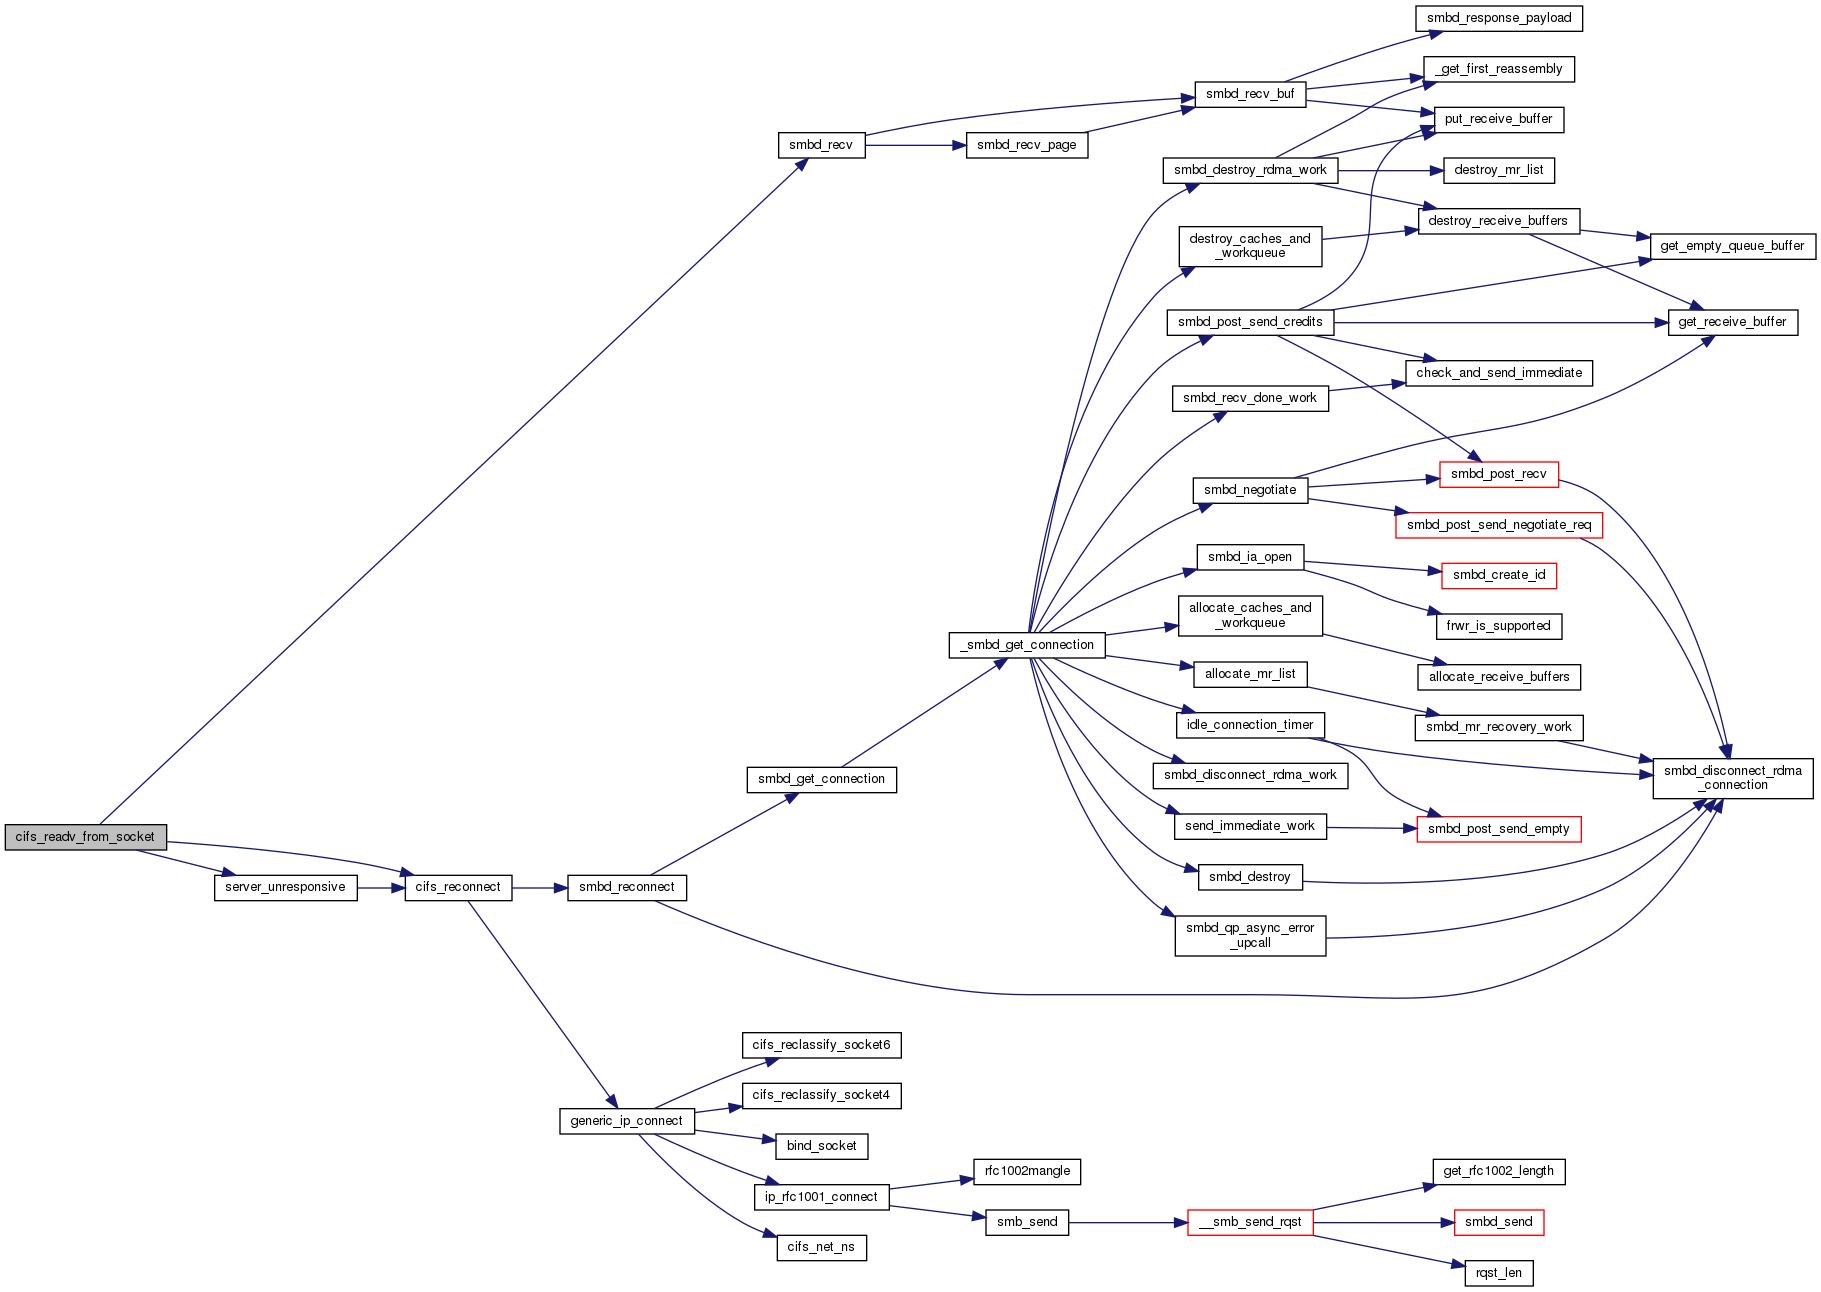 smbd_response_payload
_get_first_reassembly
smbd_recv_buf
put_receive_buffer
smbd_recv
smbd_recv_page
smbd_destroy_rdma_work
destroy_mr_list
destroy_receive_buffers
destroy_caches_and
_workqueue
get_empty_queue_buffer
smbd_post_send_credits
get_receive_buffer
check_and_send_immediate
smbd_recv_done_work
smbd_post_recv
smbd_negotiate
smbd_post_send_negotiate_req
smbd_ia_open
smbd_create_id
allocate_caches_and
_workqueue
frwr_is_supported
_smbd_get_connection
allocate_mr_list
allocate_receive_buffers
idle_connection_timer
smbd_mr_recovery_work
smbd_disconnect_rdma_work
smbd_disconnect_rdma
_connection
smbd_get_connection
send_immediate_work
smbd_post_send_empty
cifs_readv_from_socket
server_unresponsive
cifs_reconnect
smbd_reconnect
smbd_destroy
smbd_qp_async_error
_upcall
cifs_reclassify_socket6
cifs_reclassify_socket4
generic_ip_connect
bind_socket
rfc1002mangle
get_rfc1002_length
ip_rfc1001_connect
smb_send
__smb_send_rqst
smbd_send
cifs_net_ns
rqst_len